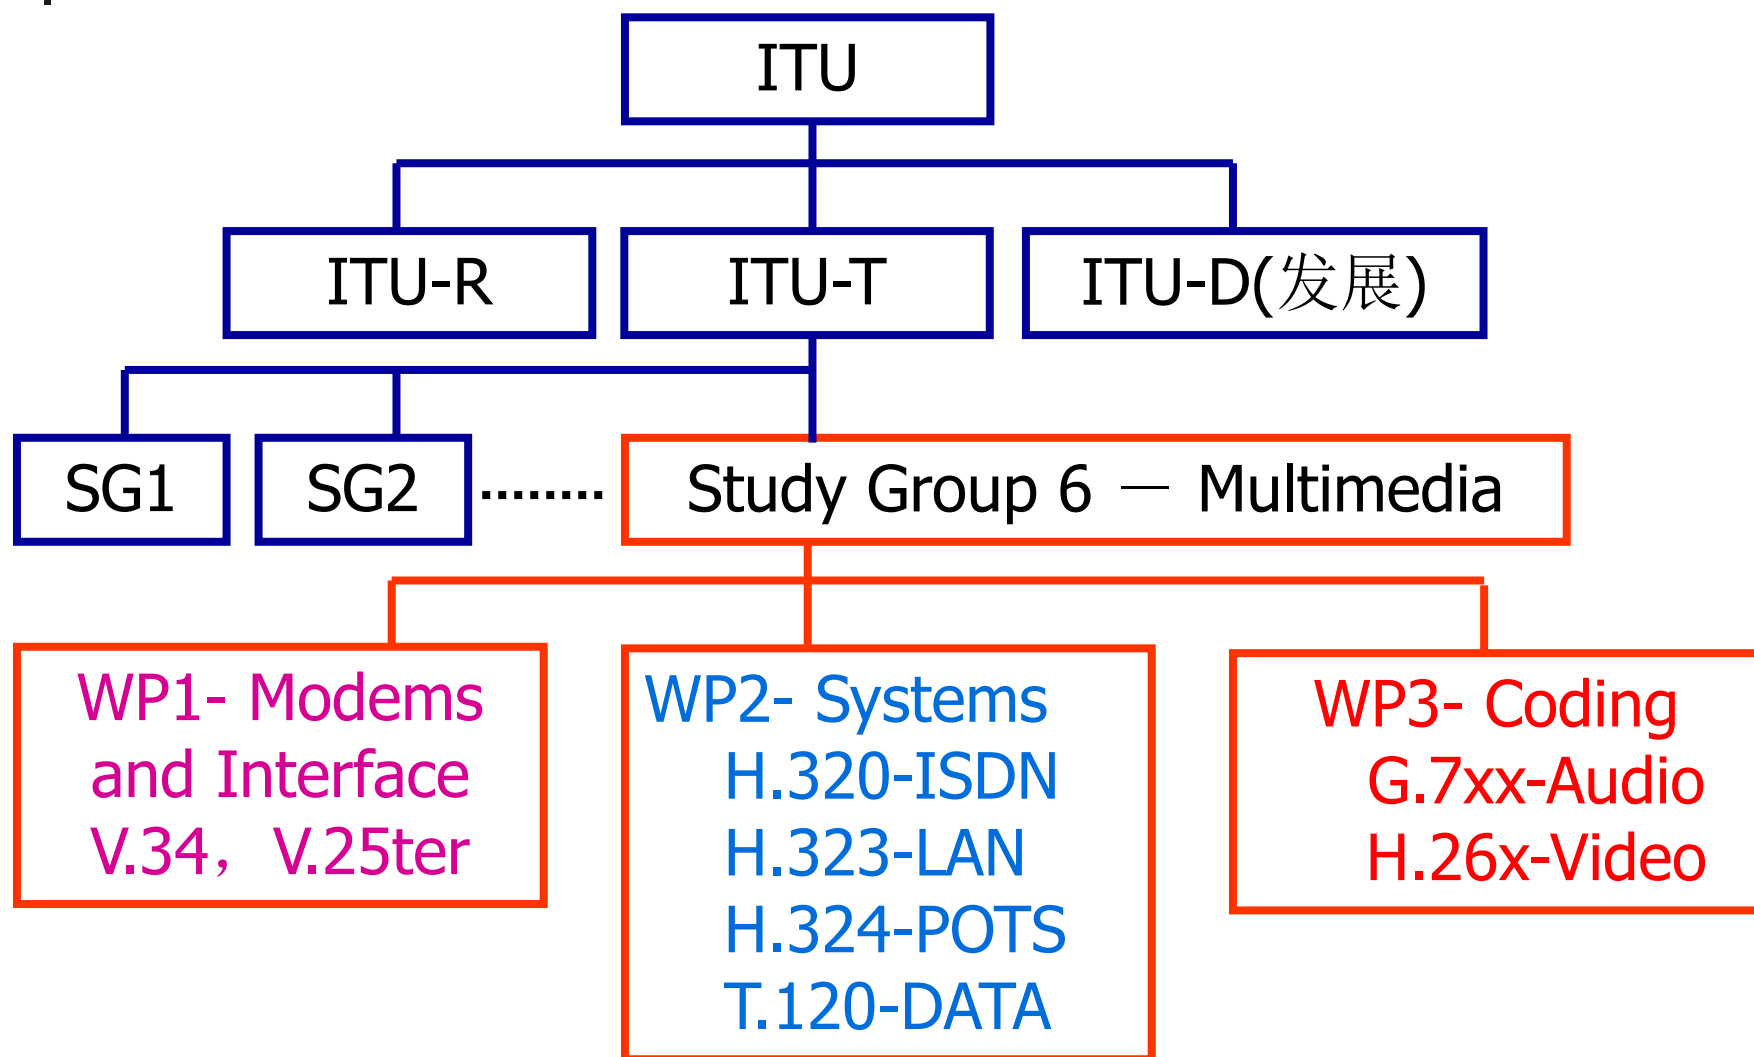 ITU
ITU-R
ITU-T
ITU-D(发展)
SG1
SG2
........
Study Group 6 － Multimedia
WP1- Modems
and Interface
V.34，V.25ter
WP2- Systems
H.320-ISDN
H.323-LAN
H.324-POTS
T.120-DATA
WP3- Coding
G.7xx-Audio
H.26x-Video